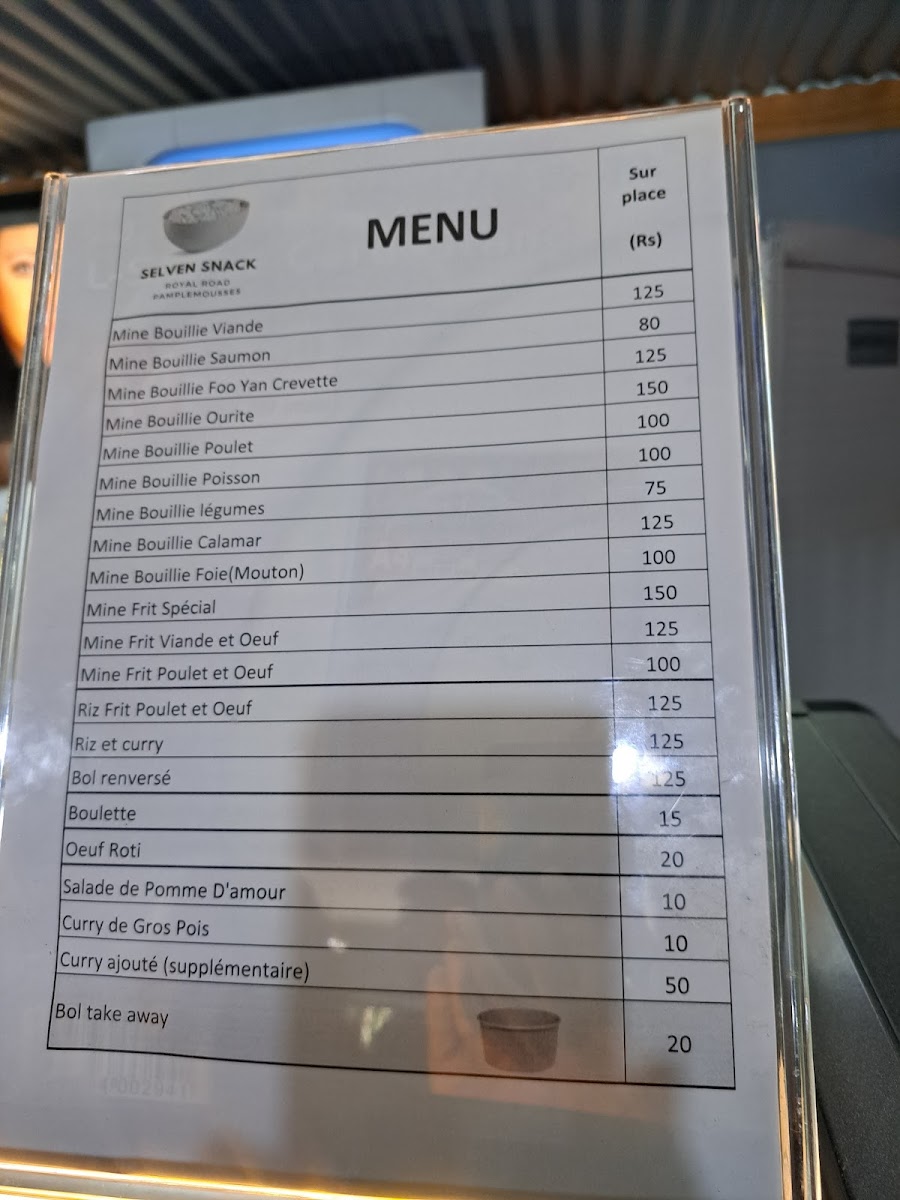 SELVEN SNACK
ROYAL ROAD
PAMPLEMOUSSES
MENU
Sur
place
(Rs)
Mine Bouillie Viande 125
Mine Bouillie Saumon 80
Mine Bouillie Foo Yan Crevette 125
Mine Bouillie Ourite 150
Mine Bouillie Poulet 100
Mine Bouillie Poisson 100
Mine Bouillie légumes 75
Mine Bouillie Calamar 125
Mine Bouillie Foie(Mouton) 100
Mine Frit Spécial 150
Mine Frit Viande et Oeuf 125
Mine Frit Poulet et Oeuf 100
Riz Frit Poulet et Oeuf 125
Riz et curry 125
Bol renversé 125
Boulette 15
Oeuf Roti 20
Salade de Pomme D'amour 10
Curry de Gros Pois 10
Curry ajouté (supplémentaire) 50
Bol take away 20